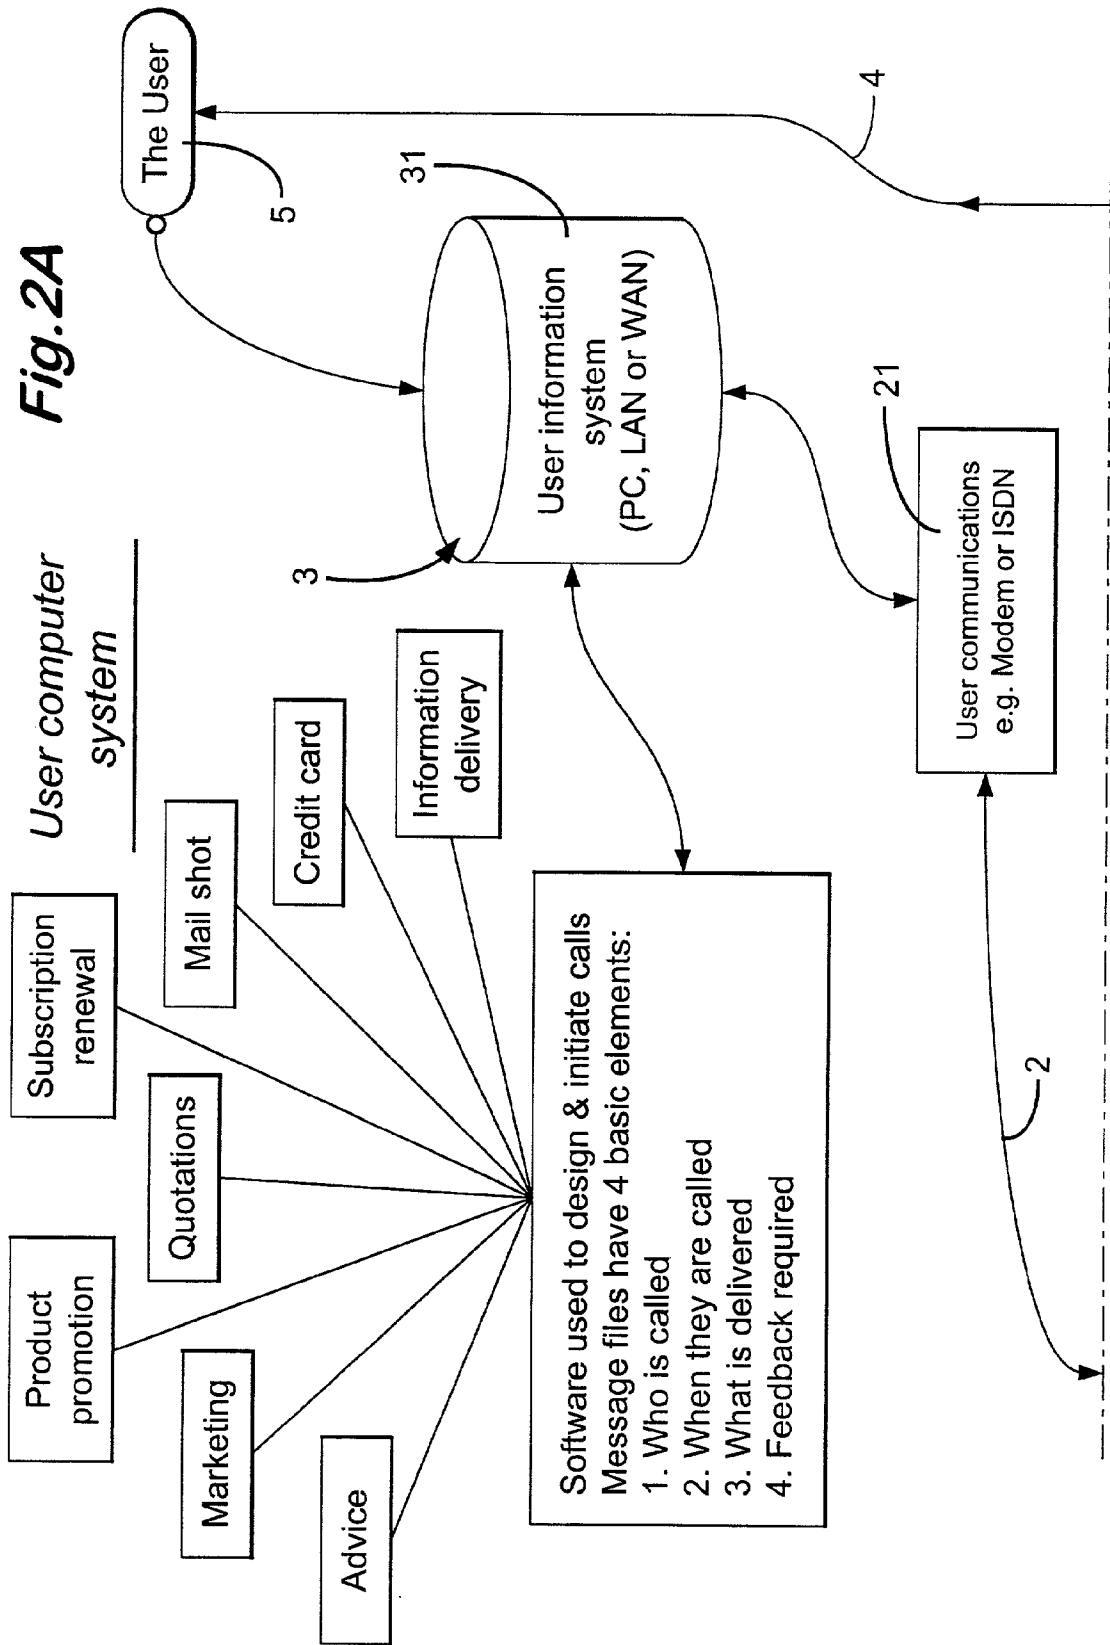 Fig.2A
User computer
system
Product
promotion
Subscription
renewal
Marketing
Quotations
Mail shot
Advice
Credit card
Information
delivery
The User
5
3
31
User information
system
(PC, LAN or WAN)
Software used to design & initiate calls
Message files have 4 basic elements:
1. Who is called
2. When they are called
3. What is delivered
4. Feedback required
21
User communications
e.g. Modem or ISDN
4
2